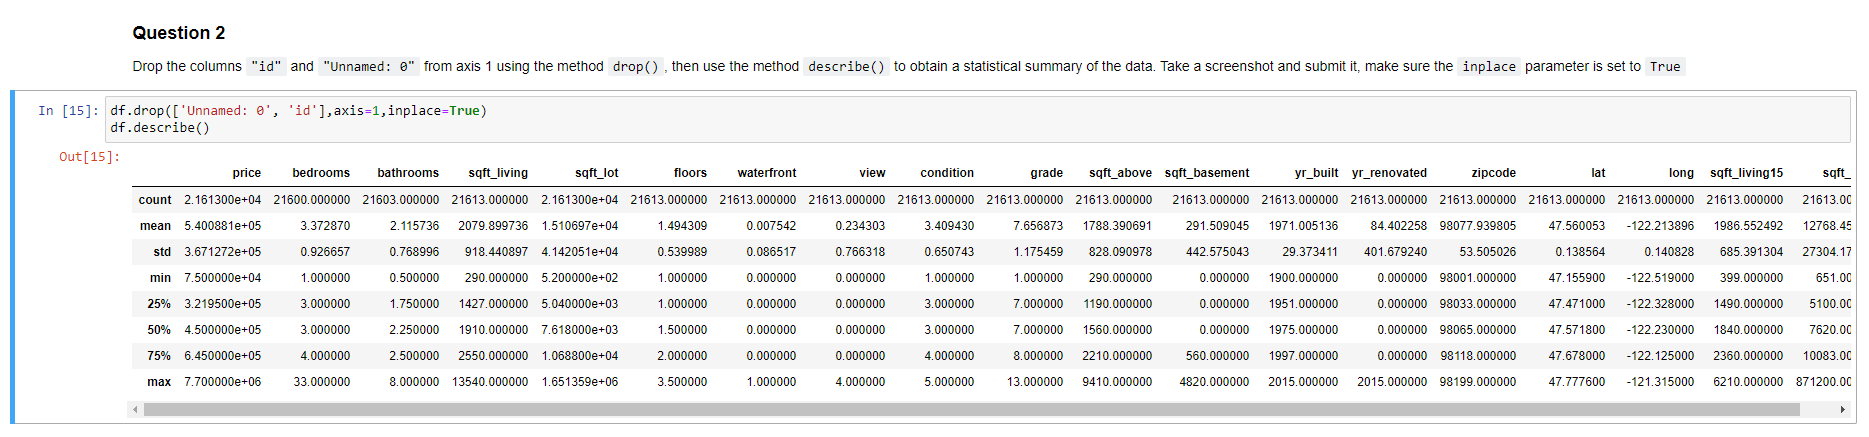 Question 2
Drop the columns "id" and "Unnamed: 0" from axis 1 using the method drop() , then use the method describe() to obtain a statistical summary of the data. Take a screenshot and submit it, make sure the inplace parameter is set to True
In [15]: df.drop(['Unnamed: 0', 'id'],axis=1,inplace=True)
df.describe()
Out[15]:
price bedrooms bathrooms sqft_living sqft_lot floors waterfront view condition grade sqft_above sqft_basement yr_built yr_renovated zipcode lat long sqft_living15 sqft_
count 2.161300e+04 21600.000000 21603.000000 21613.000000 2.161300e+04 21613.000000 21613.000000 21613.000000 21613.000000 21613.000000 21613.000000 21613.000000 21613.000000 21613.000000 21613.000000 21613.000000 21613.000000 21613.000000 21613.00
mean 5.400881e+05 3.372870 2.115736 2079.899736 1.510697e+04 1.494309 0.007542 0.234303 3.409430 7.656873 1788.390691 291.509045 1971.005136 84.402258 98077.939805 47.560053 -122.213896 1986.552492 12768.45
std 3.671272e+05 0.926657 0.768996 918.440897 4.142051e+04 0.539989 0.086517 0.766318 0.650743 1.175459 828.090978 442.575043 29.373411 401.679240 53.505026 0.138564 0.140828 685.391304 27304.17
min 7.500000e+04 1.000000 0.500000 290.000000 5.200000e+02 1.000000 0.000000 0.000000 1.000000 1.000000 290.000000 0.000000 1900.000000 0.000000 98001.000000 47.155900 -122.519000 399.000000 651.00
25% 3.219500e+05 3.000000 1.750000 1427.000000 5.040000e+03 1.000000 0.000000 0.000000 3.000000 7.000000 1190.000000 0.000000 1951.000000 0.000000 98033.000000 47.471000 -122.328000 1490.000000 5100.00
50% 4.500000e+05 3.000000 2.250000 1910.000000 7.618000e+03 1.500000 0.000000 0.000000 3.000000 7.000000 1560.000000 0.000000 1975.000000 0.000000 98065.000000 47.571800 -122.230000 1840.000000 7620.00
75% 6.450000e+05 4.000000 2.500000 2550.000000 1.068800e+04 2.000000 0.000000 0.000000 4.000000 8.000000 2210.000000 560.000000 1997.000000 0.000000 98118.000000 47.678000 -122.125000 2360.000000 10083.00
max 7.700000e+06 33.000000 8.000000 13540.000000 1.651359e+06 3.500000 1.000000 4.000000 5.000000 13.000000 9410.000000 4820.000000 2015.000000 2015.000000 98199.000000 47.777600 -121.315000 6210.000000 871200.00